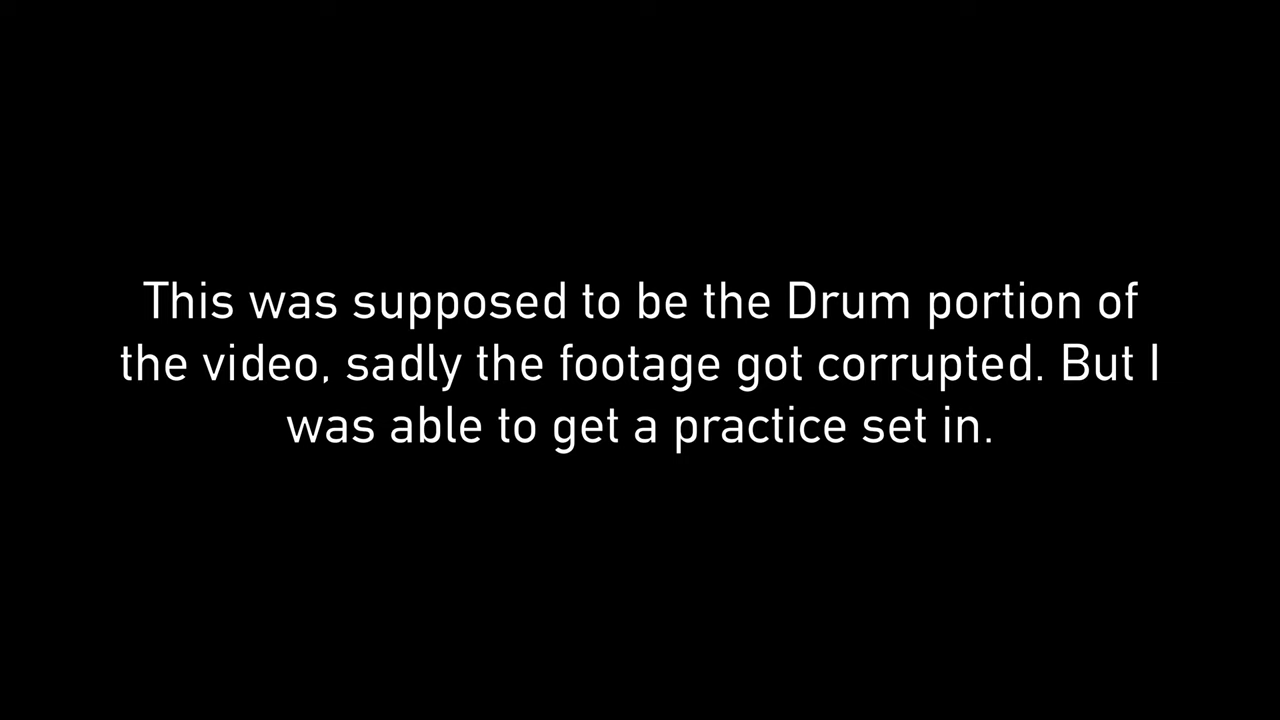 This was supposed to be the Drum portion of
the video, sadly the footage got corrupted. But I
was able to get a practice set in.